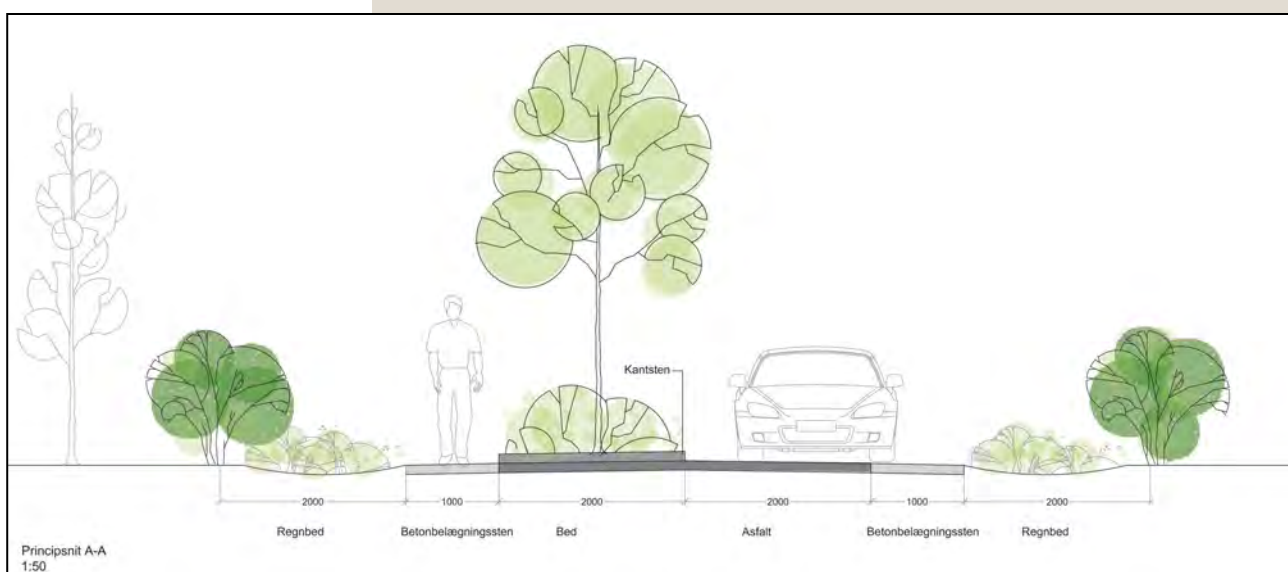 Kantsten
2000 1000 2000 2000 1000 2000
Regnbed Betonbelægningssten Bed Asfalt Betonbelægningssten Regnbed
Principsnit A-A
1:50